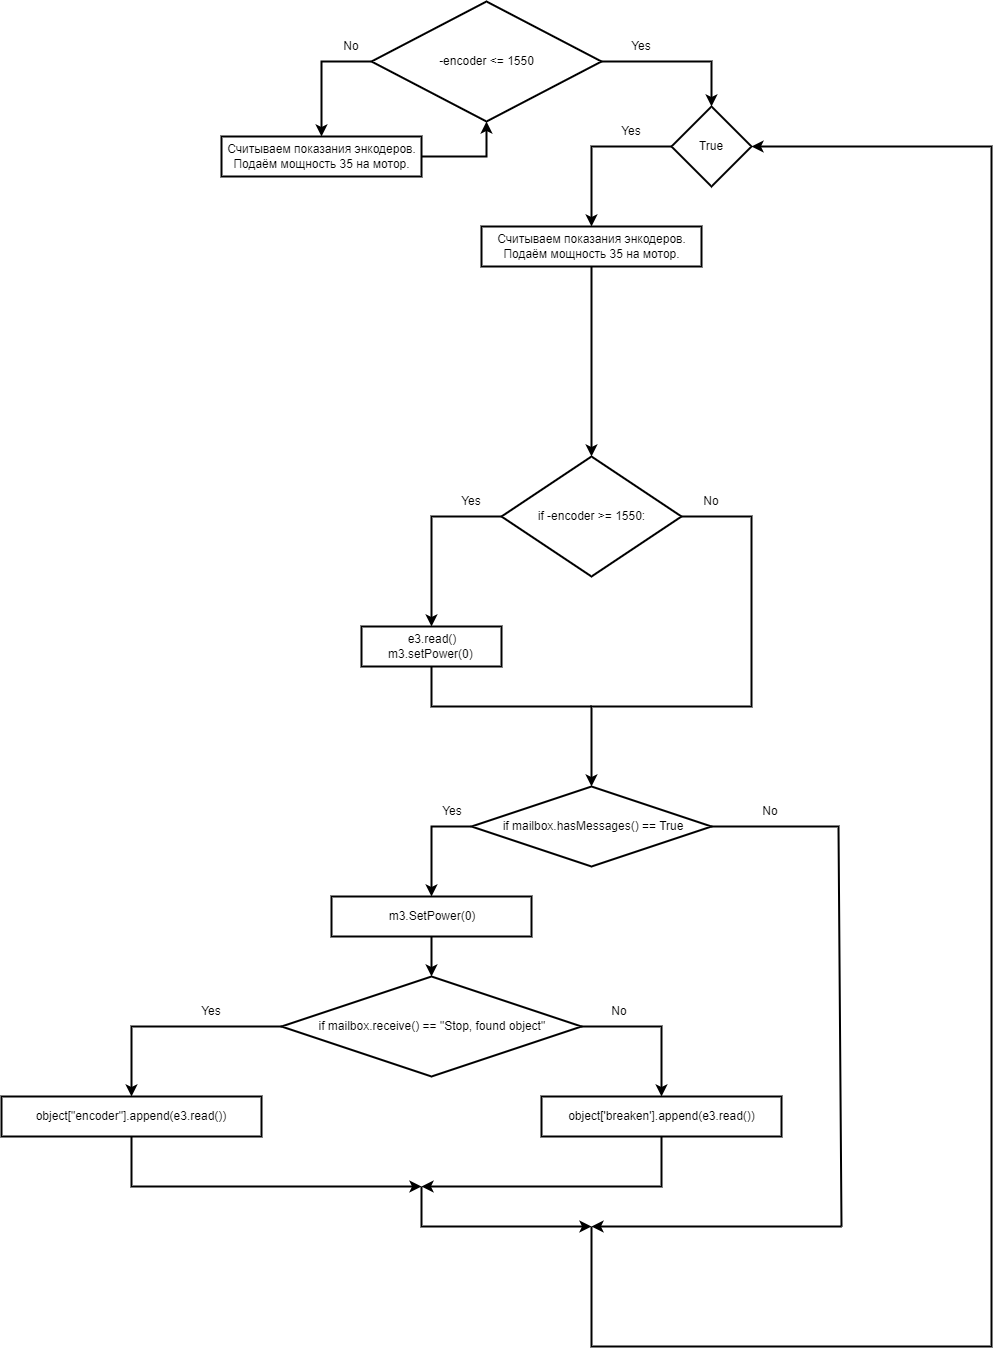 -encoder <= 1550
No
Yes
Считываем показания энкодеров.
Подаём мощность 35 на мотор.
True
Yes
Считываем показания энкодеров.
Подаём мощность 35 на мотор.
if -encoder >= 1550:
Yes
No
e3.read()
m3.setPower(0)
if mailbox.hasMessages() == True
Yes
No
m3.SetPower(0)
if mailbox.receive() == "Stop, found object"
Yes
No
object["encoder"].append(e3.read())
object['breaken'].append(e3.read())